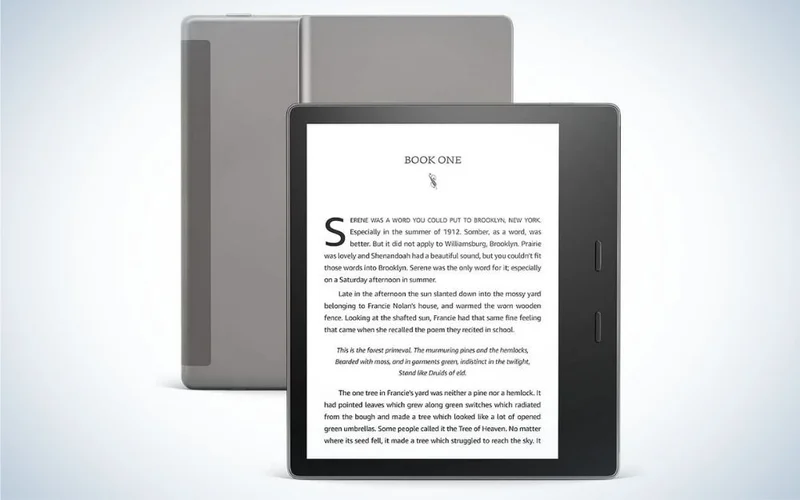 BOOK ONE
SERENE WAS A WORD YOU COULD PUT TO BROOKLYN, NEW YORK.
Especially in the summer of 1912. Somber, as a word, was
better. But it did not apply to Williamsburg, Brooklyn. Prairie
was lovely and Shenandoah had a beautiful sound, but you couldn't fit
those words into Brooklyn. Serene was the only word for it; especially
on a Saturday afternoon in summer.
Late in the afternoon the sun slanted down into the mossy yard
belonging to Francie Nolan's house, and warmed the worn wooden
fence. Looking at the shafted sun, Francie had that same fine feeling
that came when she recalled the poem they recited in school.
This is the forest primeval. The murmuring pines and the hemlocks,
Bearded with moss, and in garments green, indistinct in the twilight,
Stand like Druids of eld.
The one tree in Francie's yard was neither a pine nor a hemlock. It
had pointed leaves which grew along green switches which radiated
from the bough and made a tree which looked like a lot of opened
green umbrellas. Some people called it the Tree of Heaven. No matter
where its seed fell, it made a tree which struggled to reach the sky. It